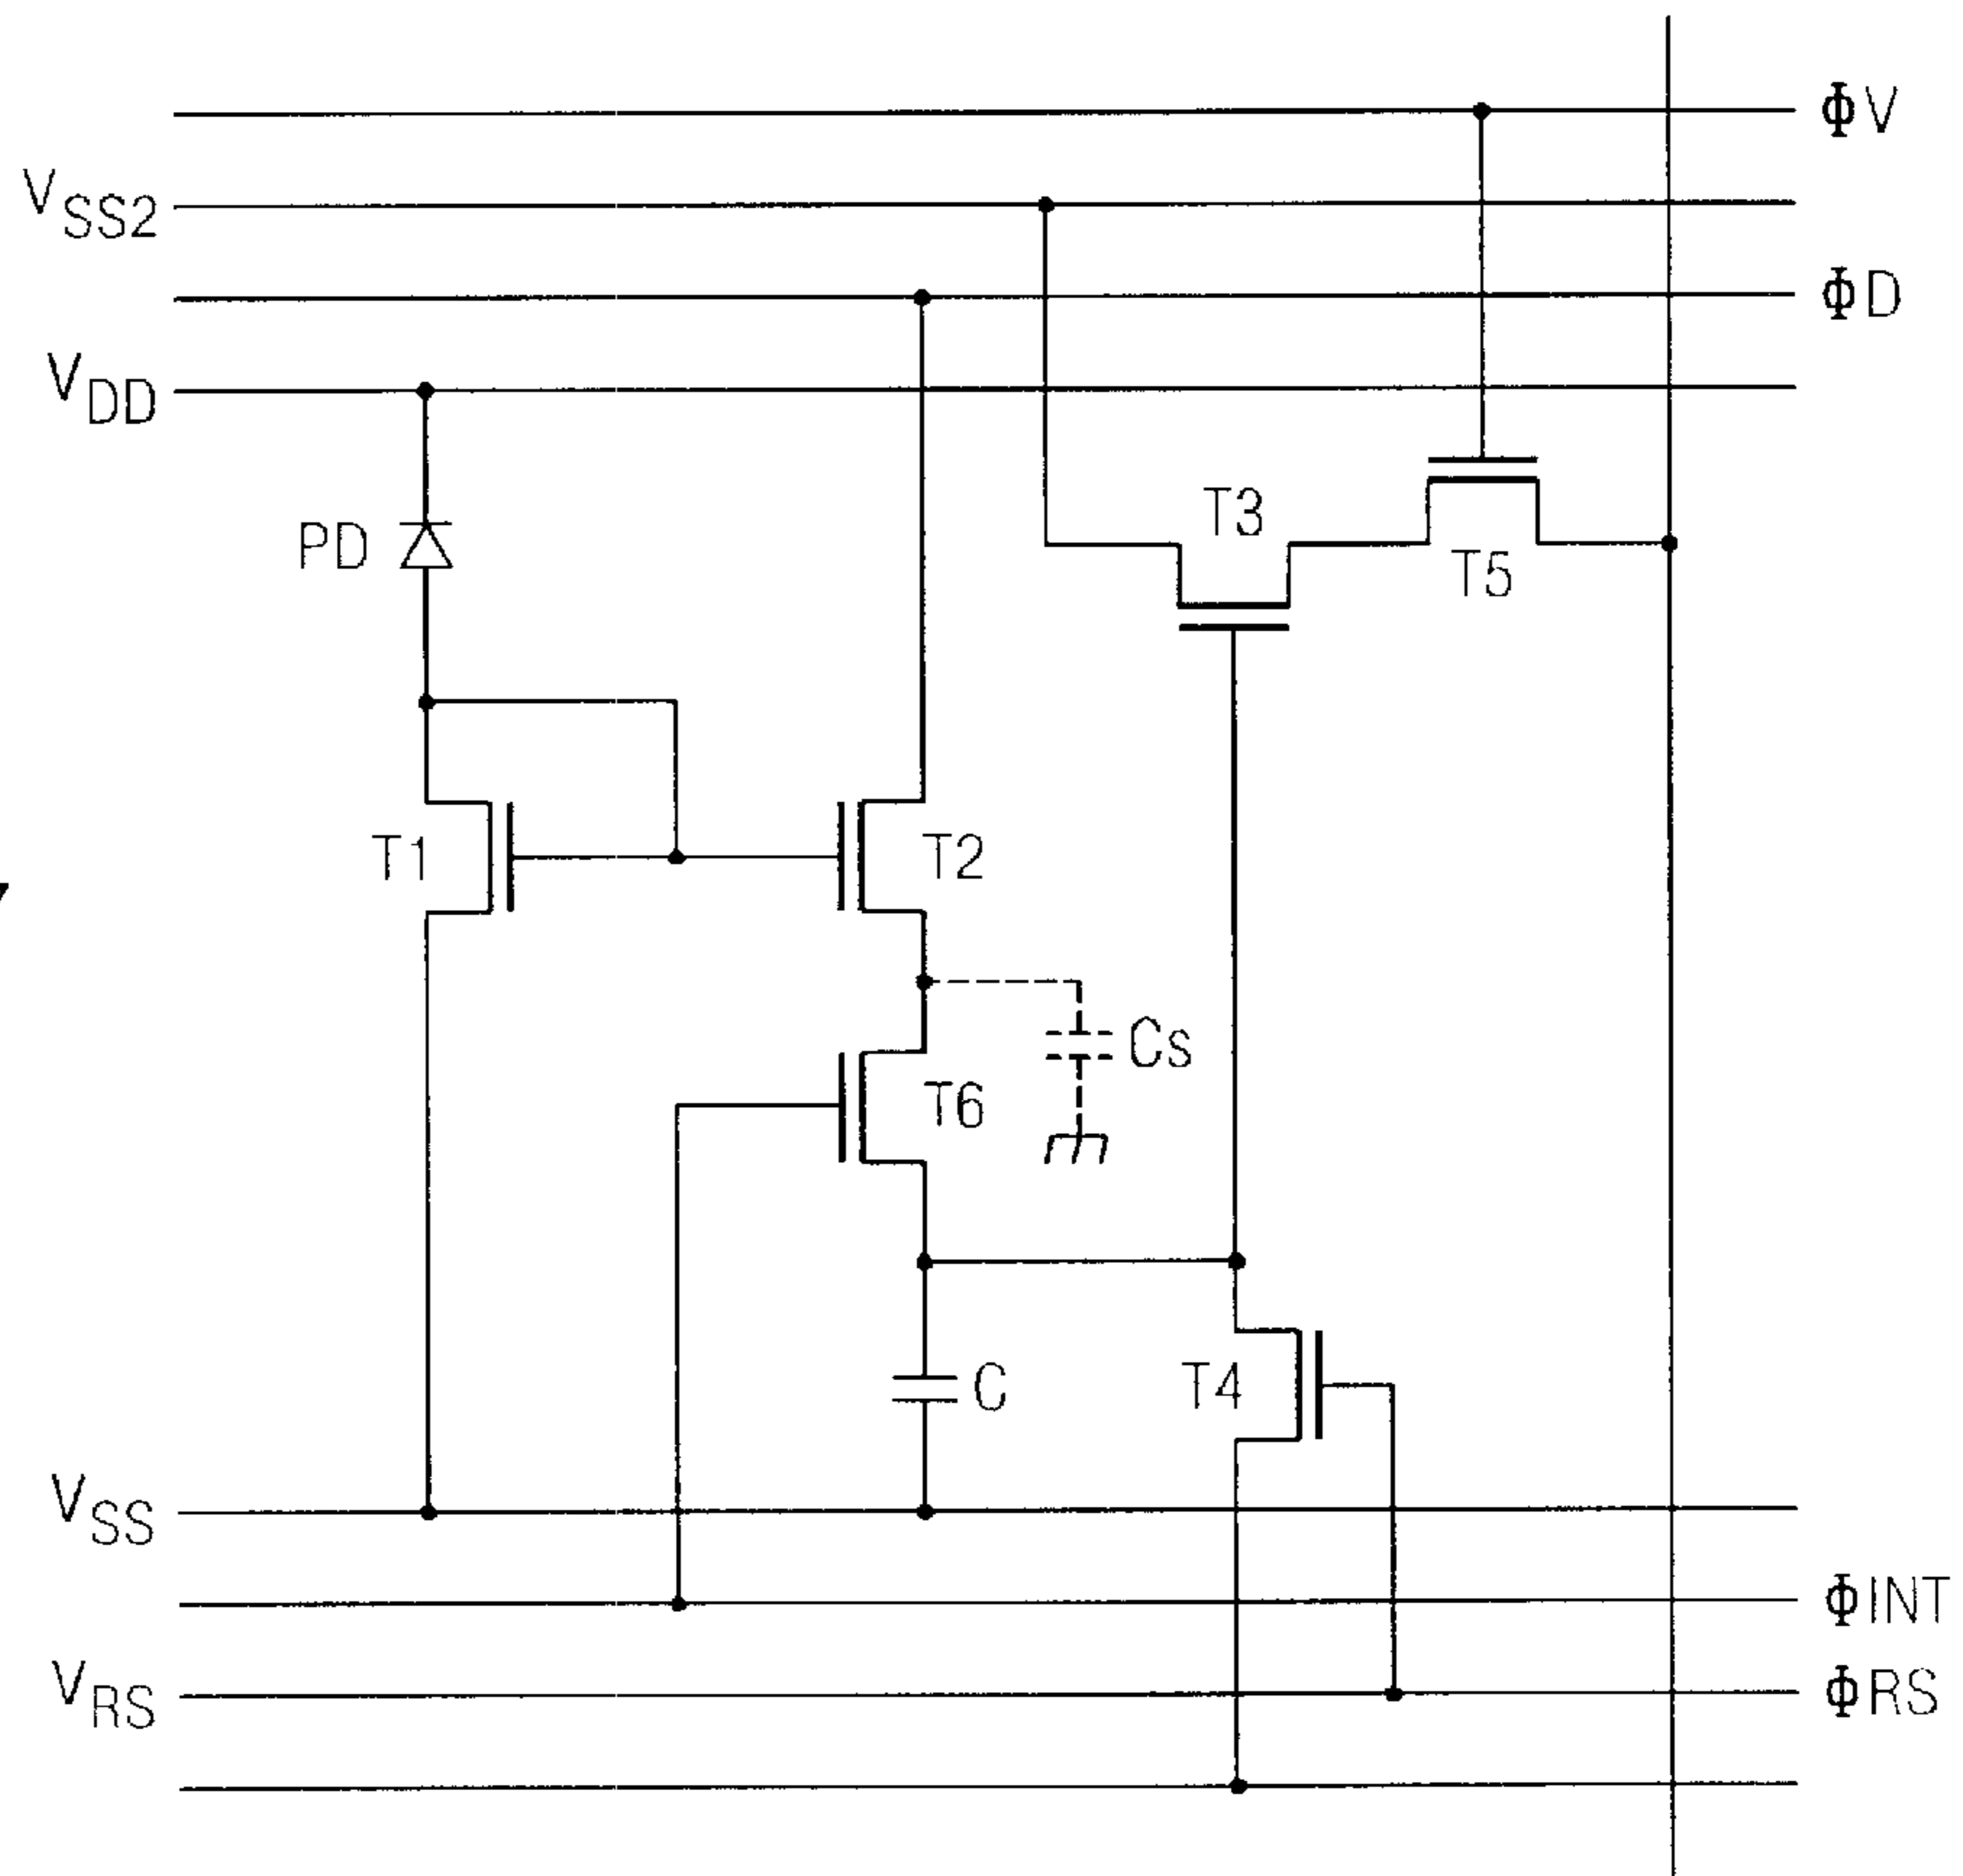 ΦV
VSS2
ΦD
VDD
T3
PD
T5
T1
T2
Cs
T6
C
T4
VSS
ΦINT
VRS
ΦRS